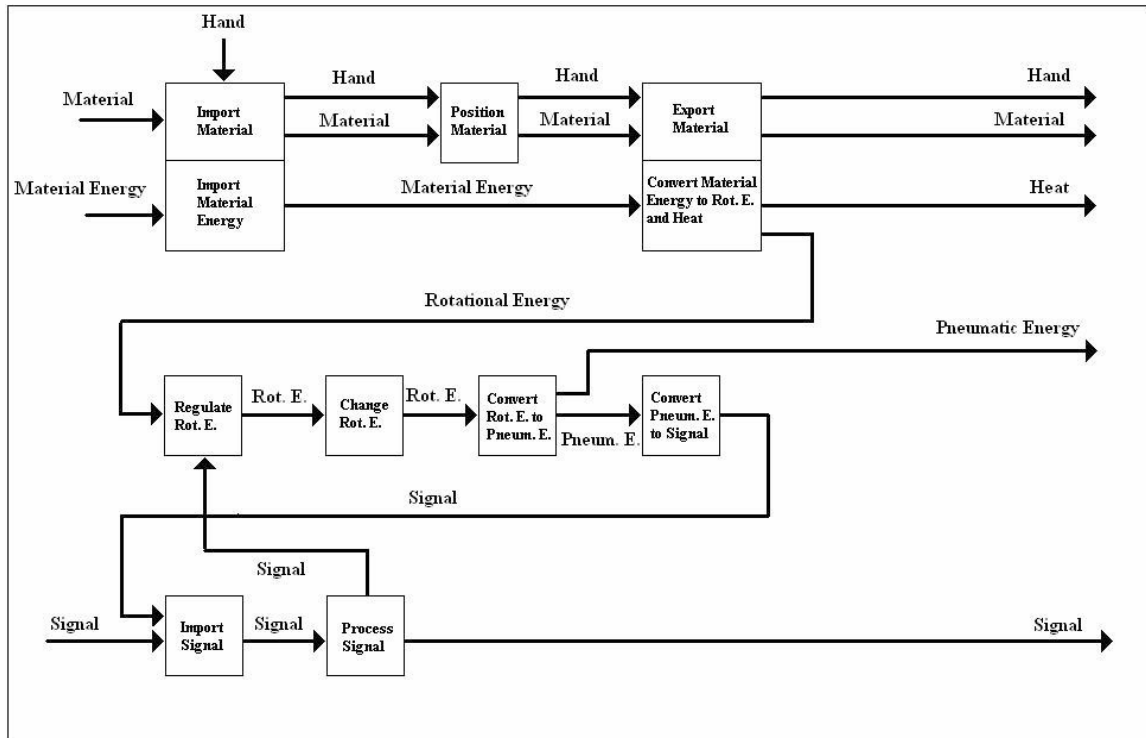 Hand
Hand
Hand
Hand
Material
Import
Material
Position
Material
Export
Material
Material
Material
Material
Material Energy
Import
Material
Energy
Material Energy
Convert Material
Energy to Rot. E.
and Heat
Heat
Rotational Energy
Pneumatic Energy
Regulate
Rot. E.
Rot. E.
Change
Rot. E.
Rot. E.
Convert
Rot. E. to
Pneum. E.
Pneum. E.
Convert
Pneum. E.
to Signal
Signal
Signal
Signal
Import
Signal
Signal
Process
Signal
Signal